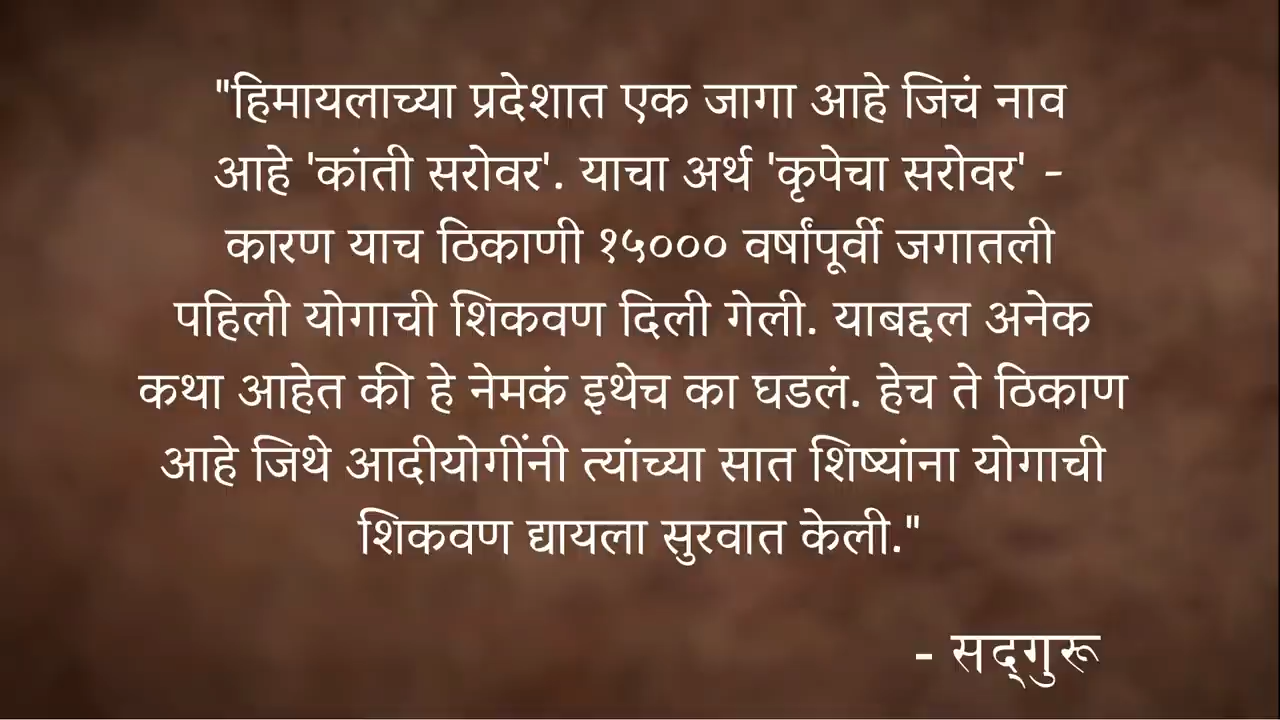 "हिमायलाच्या प्रदेशात एक जागा आहे जिचं नाव
आहे 'कांती सरोवर'. याचा अर्थ 'कृपेचा सरोवर' -
कारण याच ठिकाणी १५००० वर्षांपूर्वी जगातली
पहिली योगाची शिकवण दिली गेली. याबद्दल अनेक
कथा आहेत की हे नेमकं इथेच का घडलं. हेच ते ठिकाण
आहे जिथे आदीयोगींनी त्यांच्या सात शिष्यांना योगाची
शिकवण द्यायला सुरवात केली."
- सद्‌गुरू